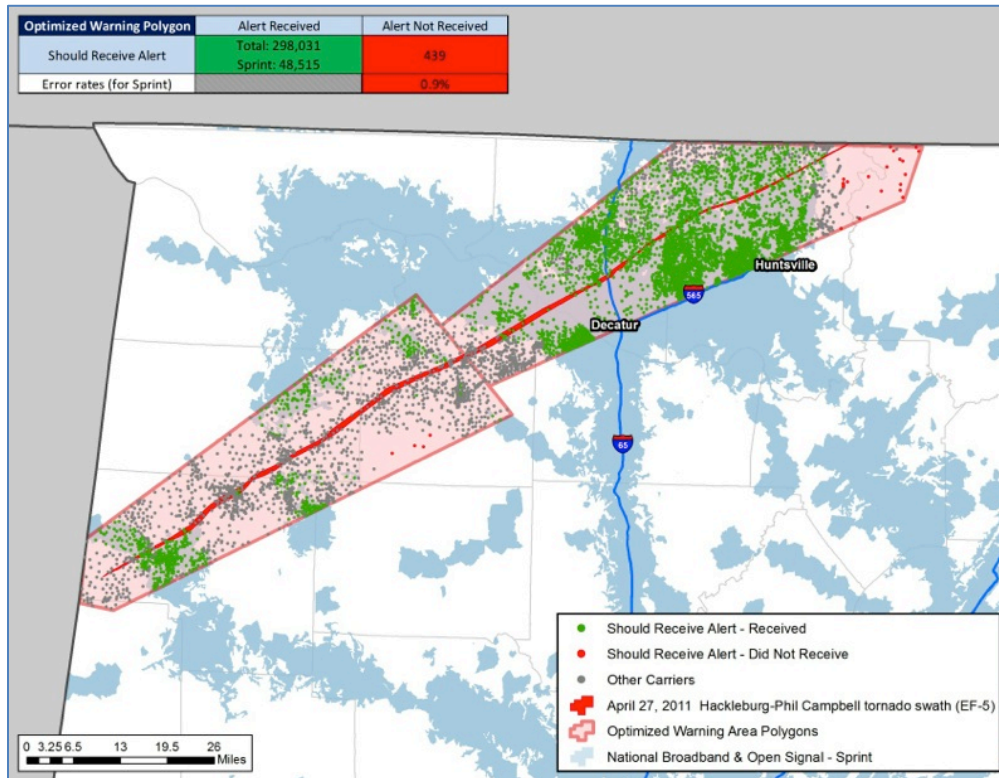 Optimized Warning Polygon Alert Received Alert Not Received
Should Receive Alert Total: 298,031 439
Sprint: 48,515
Error rates (for Sprint) 0.9%
Huntsville
565
Decatur
65
Should Receive Alert - Received
Should Receive Alert - Did Not Receive
Other Carriers
April 27, 2011 Hackleburg-Phil Campbell tornado swath (EF-5)
Optimized Warning Area Polygons
National Broadband & Open Signal - Sprint
0 3.25 6.5 13 19.5 26
Miles